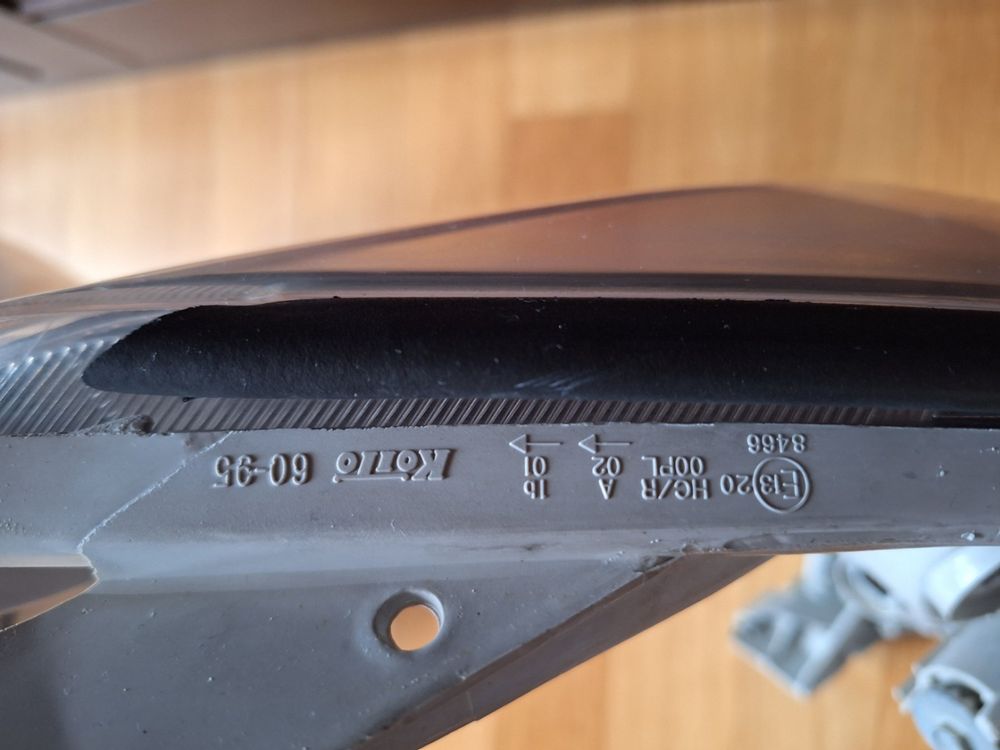 E13 20 HC/R A 1b
00PL 02 01 KOITO 60-95
8466 → →